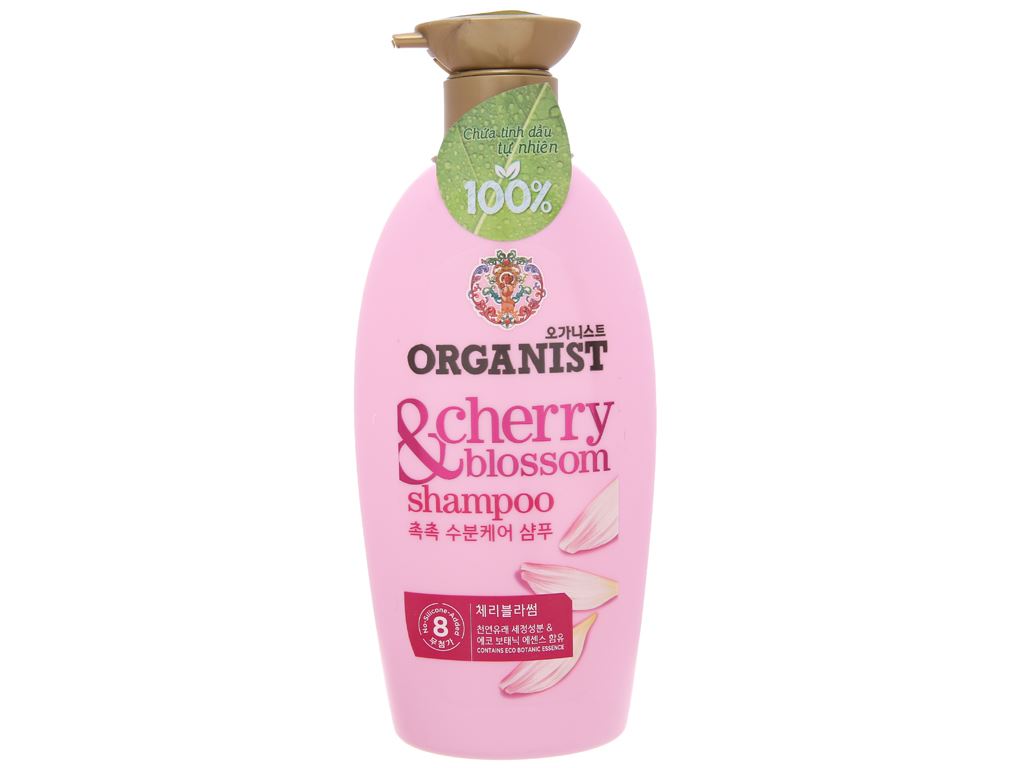 Chứa tinh dầu
tự nhiên
100%
오가니스트
ORGANIST
&cherry
blossom
shampoo
촉촉 수분케어 샴푸
No-Silicone-Added
8
무첨가
체리블라썸
천연유래 세정성분 &
에코 보태닉 에센스 함유
CONTAINS ECO BOTANIC ESSENCE